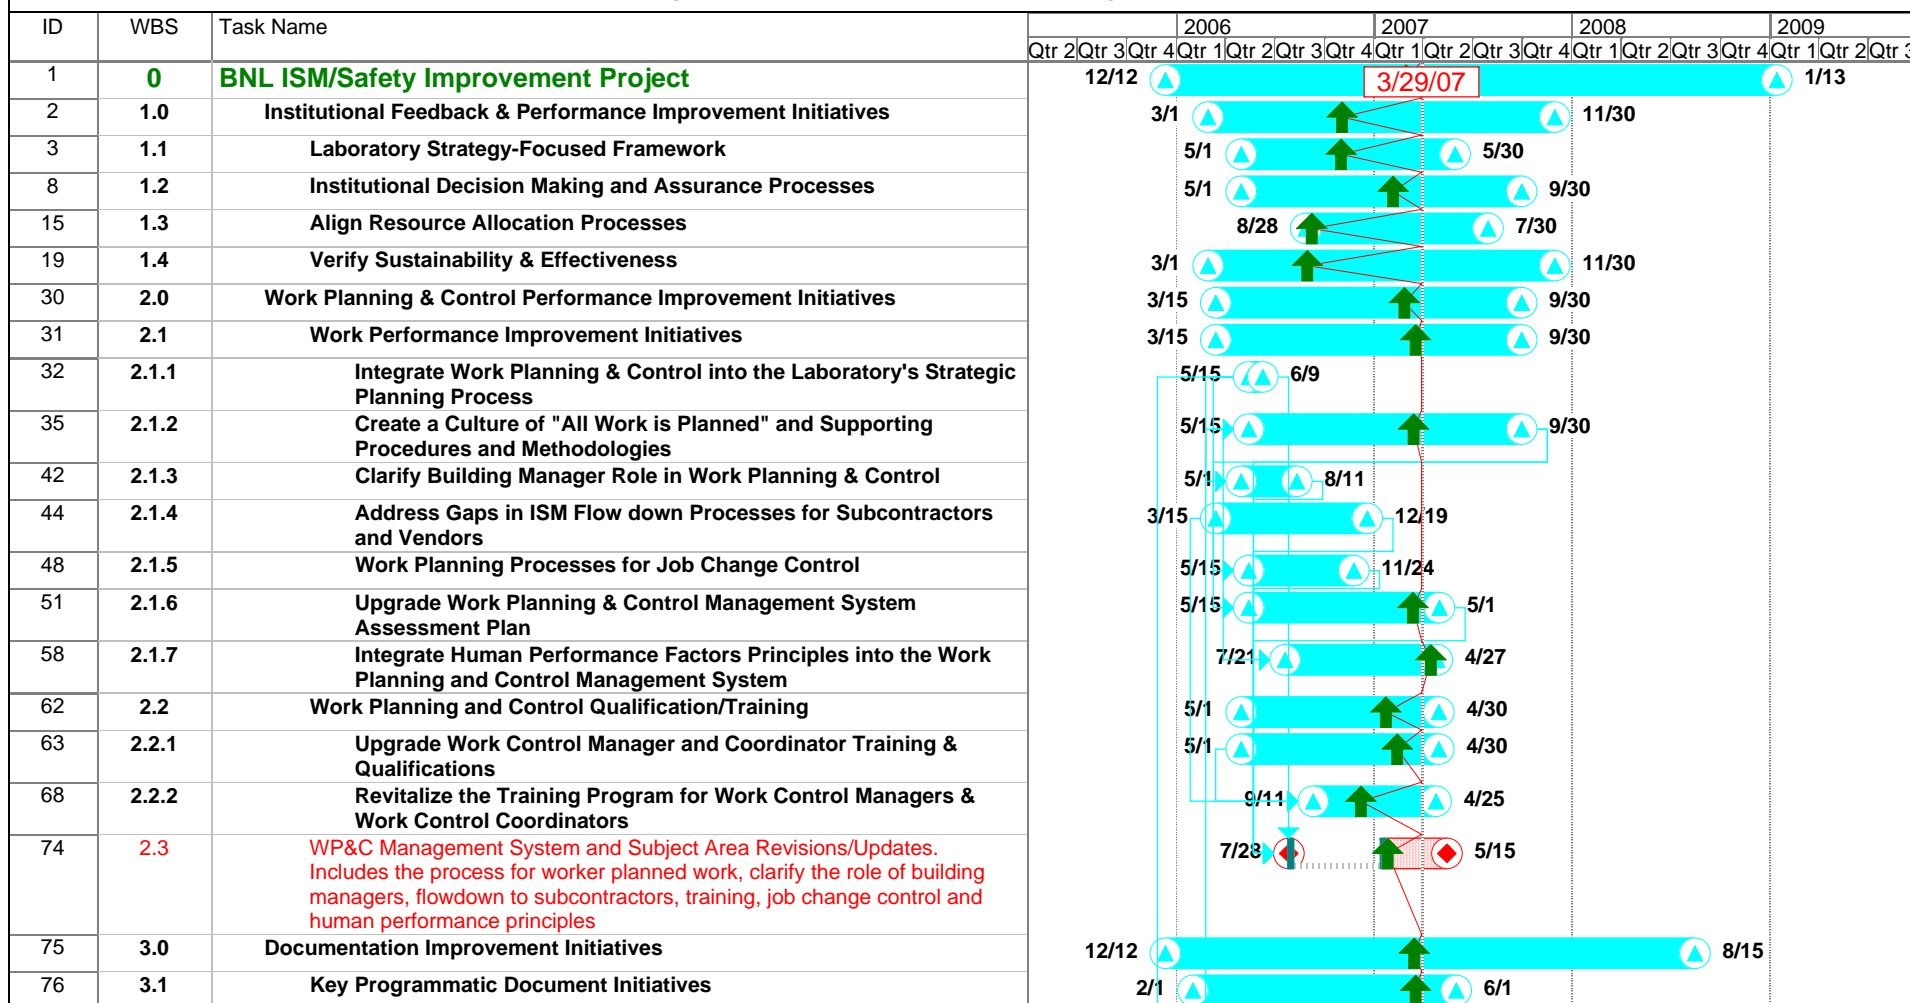 ID WBS Task Name 2006 2007 2008 2009
Qtr 2 Qtr 3 Qtr 4 Qtr 1 Qtr 2 Qtr 3 Qtr 4 Qtr 1 Qtr 2 Qtr 3 Qtr 4 Qtr 1 Qtr 2 Qtr 3 Qtr 4 Qtr 1 Qtr 2 Qtr 3
1 0 BNL ISM/Safety Improvement Project 12/12 3/29/07 1/13
2 1.0 Institutional Feedback & Performance Improvement Initiatives 3/1 11/30
3 1.1 Laboratory Strategy-Focused Framework 5/1 5/30
8 1.2 Institutional Decision Making and Assurance Processes 5/1 9/30
15 1.3 Align Resource Allocation Processes 8/28 7/30
19 1.4 Verify Sustainability & Effectiveness 3/1 11/30
30 2.0 Work Planning & Control Performance Improvement Initiatives 3/15 9/30
31 2.1 Work Performance Improvement Initiatives 3/15 9/30
32 2.1.1 Integrate Work Planning & Control into the Laboratory's Strategic 5/15 6/9
Planning Process
35 2.1.2 Create a Culture of "All Work is Planned" and Supporting 5/15 9/30
Procedures and Methodologies
42 2.1.3 Clarify Building Manager Role in Work Planning & Control 5/1 8/11
44 2.1.4 Address Gaps in ISM Flow down Processes for Subcontractors 3/15 12/19
and Vendors
48 2.1.5 Work Planning Processes for Job Change Control 5/15 11/24
51 2.1.6 Upgrade Work Planning & Control Management System 5/15 5/1
Assessment Plan
58 2.1.7 Integrate Human Performance Factors Principles into the Work 7/21 4/27
Planning and Control Management System
62 2.2 Work Planning and Control Qualification/Training 5/1 4/30
63 2.2.1 Upgrade Work Control Manager and Coordinator Training & 5/1 4/30
Qualifications
68 2.2.2 Revitalize the Training Program for Work Control Managers & 9/11 4/25
Work Control Coordinators
74 2.3 WP&C Management System and Subject Area Revisions/Updates. 7/28 5/15
Includes the process for worker planned work, clarify the role of building
managers, flowdown to subcontractors, training, job change control and
human performance principles
75 3.0 Documentation Improvement Initiatives 12/12 8/15
76 3.1 Key Programmatic Document Initiatives 2/1 6/1